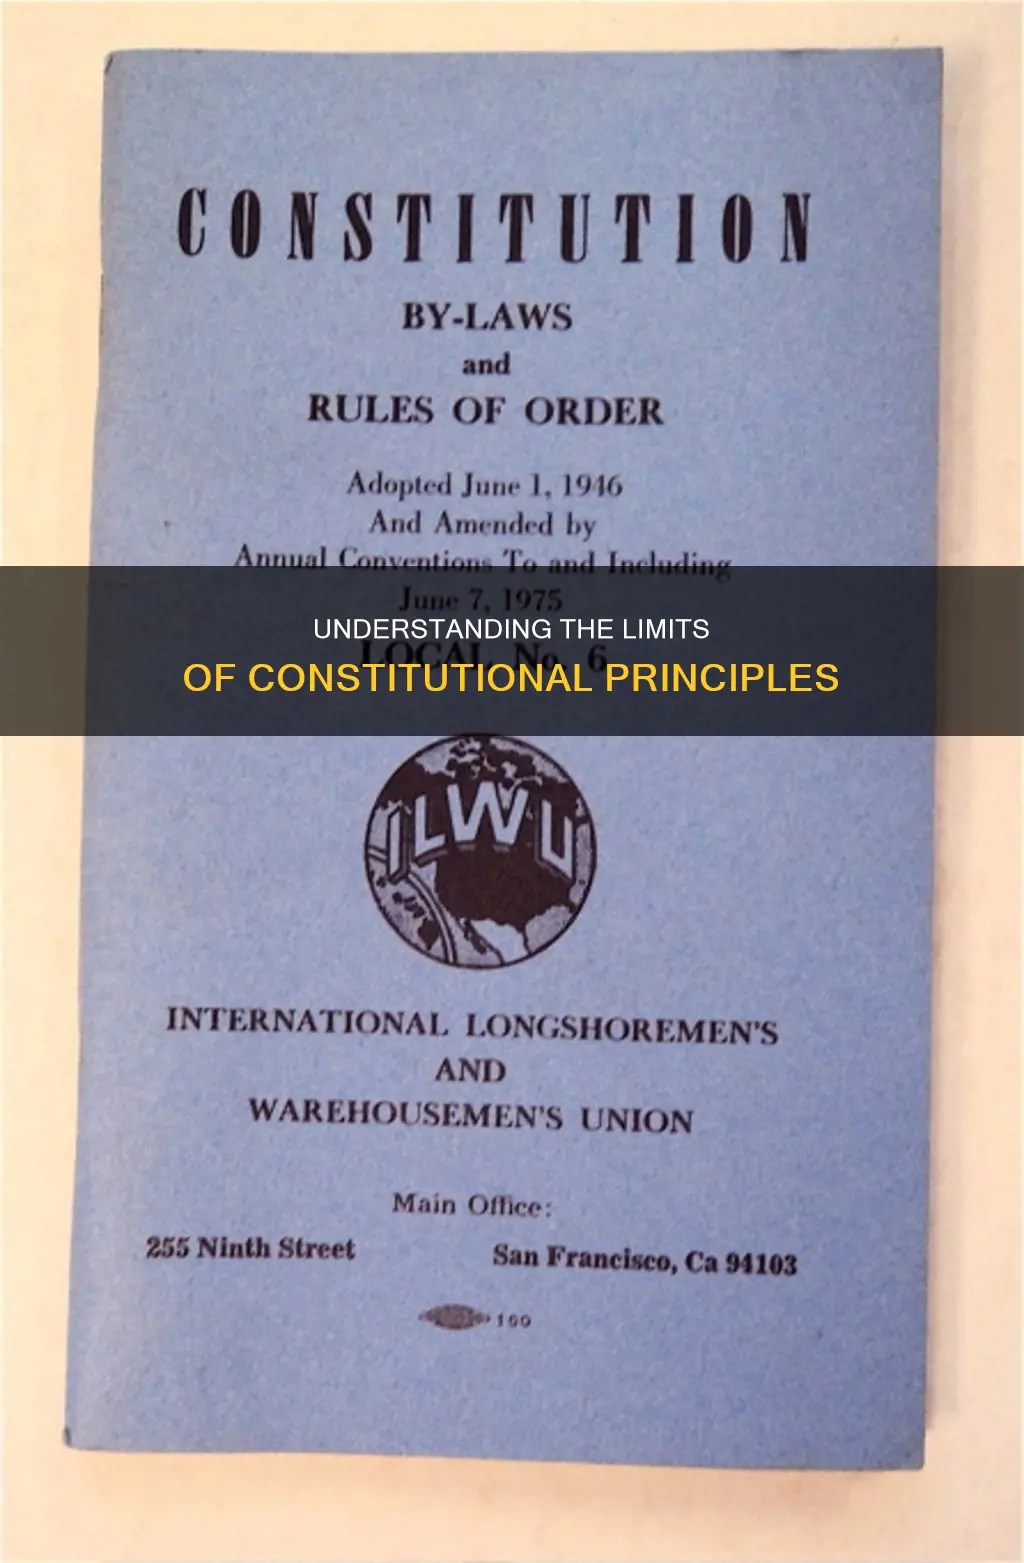 CONSTITUTION
BY-LAWS
and
RULES OF ORDER
Adopted June 1, 1946
And Amended by
Annual Conventions To and Including
June 7, 1975
UNDERSTANDING THE LIMITS
LOCAL No. 6
OF CONSTITUTIONAL PRINCIPLES
ILWU
INTERNATIONAL LONGSHOREMEN'S
AND
WAREHOUSEMEN'S UNION
Main Office:
255 Ninth Street San Francisco, Ca 94103
100